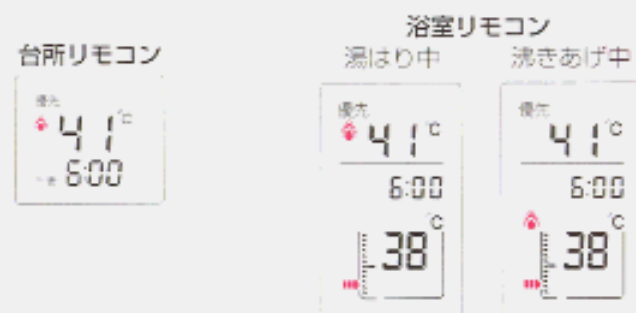 台所リモコン
優先
41℃
6:00
浴室リモコン
湯はり中
優先
41℃
6:00
38℃
沸きあげ中
優先
41℃
6:00
38℃